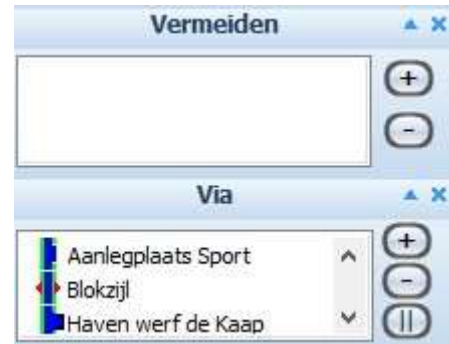 Vermeiden
Via
Aanlegplaats Sport
Blokzijl
Haven werf de Kaap